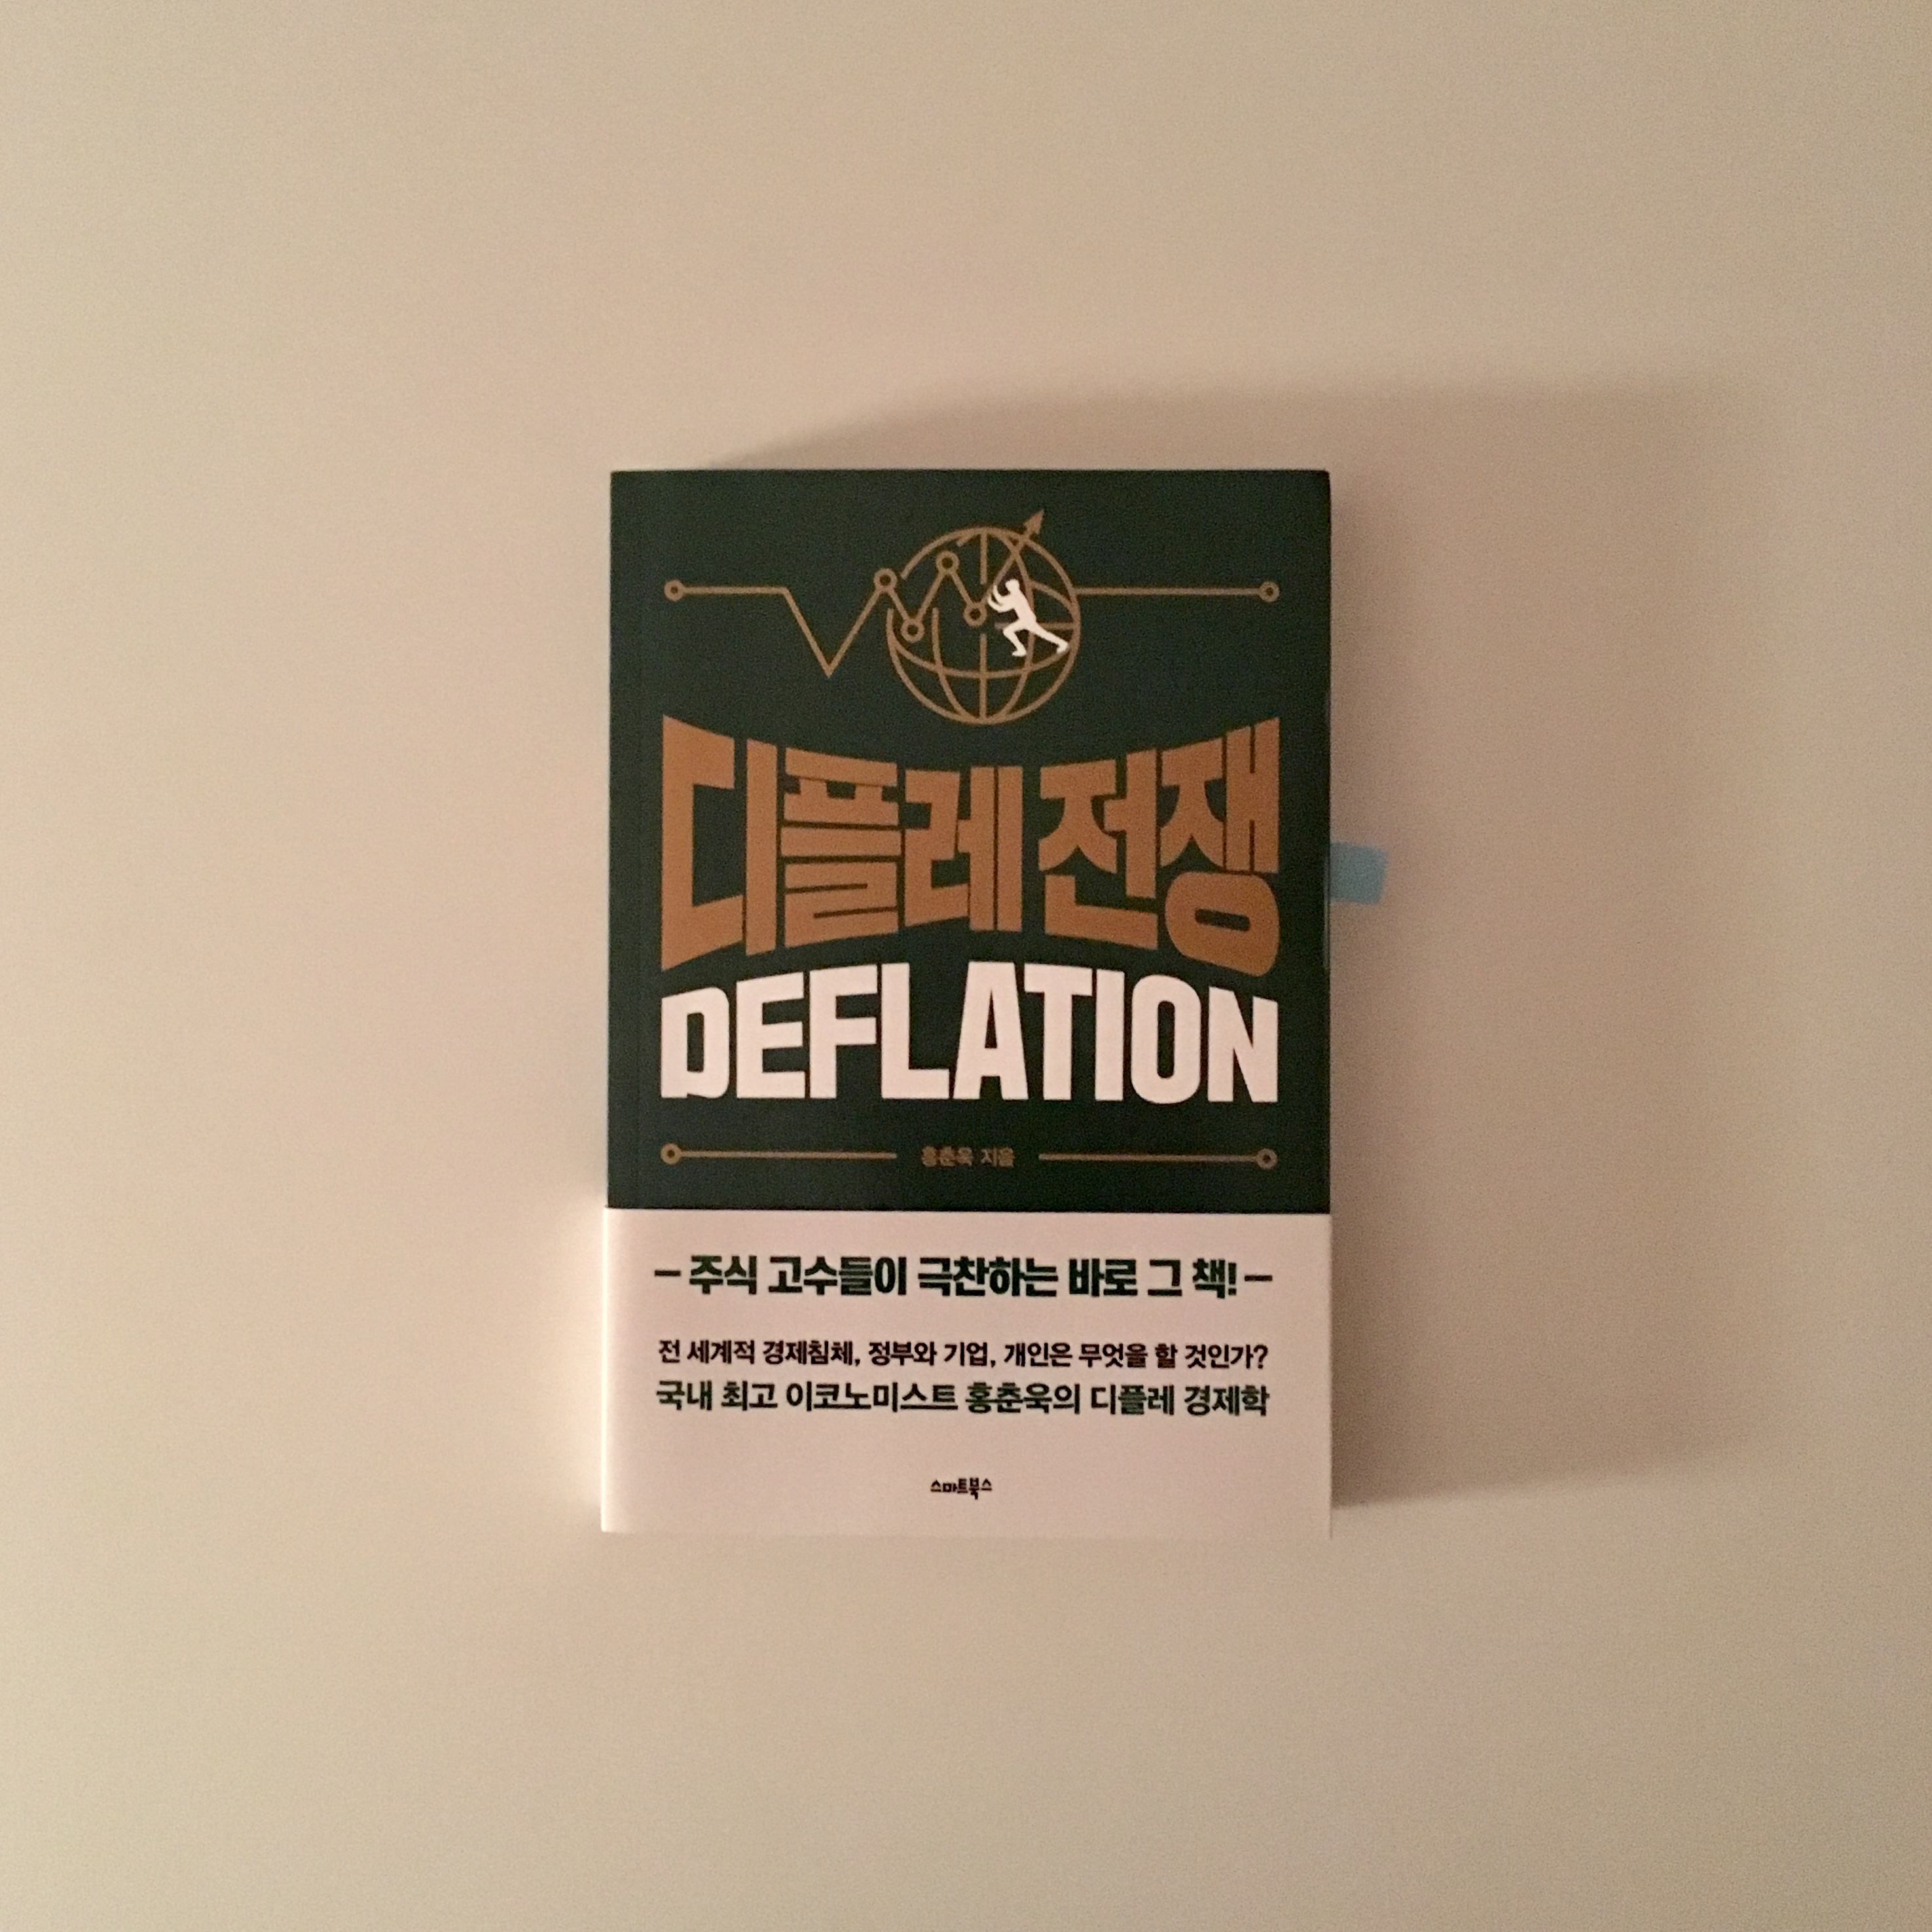 디플레 전쟁
DEFLATION
홍춘욱 지음
– 주식 고수들이 극찬하는 바로 그 책! –
전 세계적 경제침체, 정부와 기업, 개인은 무엇을 할 것인가?
국내 최고 이코노미스트 홍춘욱의 디플레 경제학
스마트북스